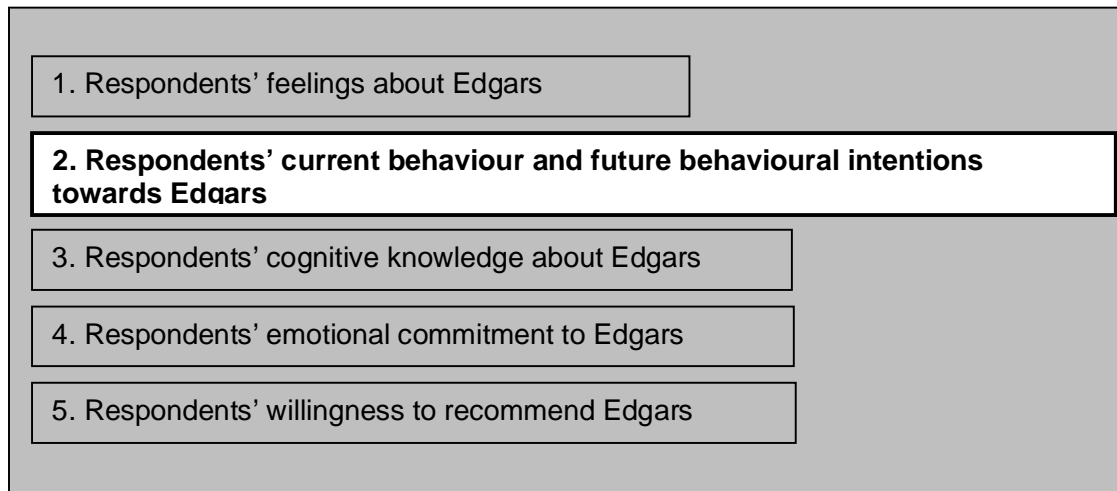 1. Respondents’ feelings about Edgars
2. Respondents’ current behaviour and future behavioural intentions
towards Edgars
3. Respondents’ cognitive knowledge about Edgars
4. Respondents’ emotional commitment to Edgars
5. Respondents’ willingness to recommend Edgars